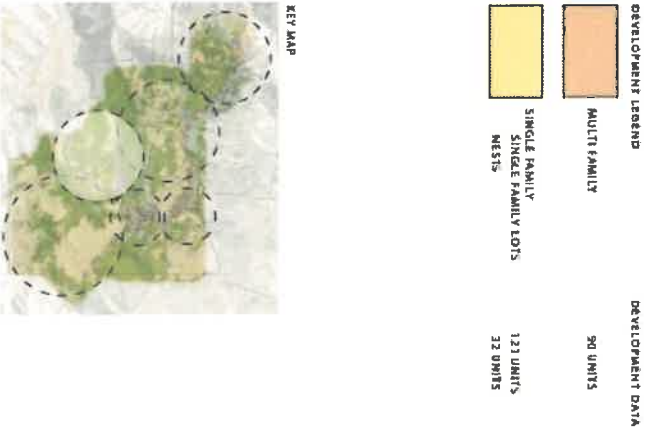 DEVELOPMENT LEGEND DEVELOPMENT DATA
MULTI FAMILY 90 UNITS
SINGLE FAMILY
SINGLE FAMILY LOTS 121 UNITS
NESTS 32 UNITS
KEY MAP